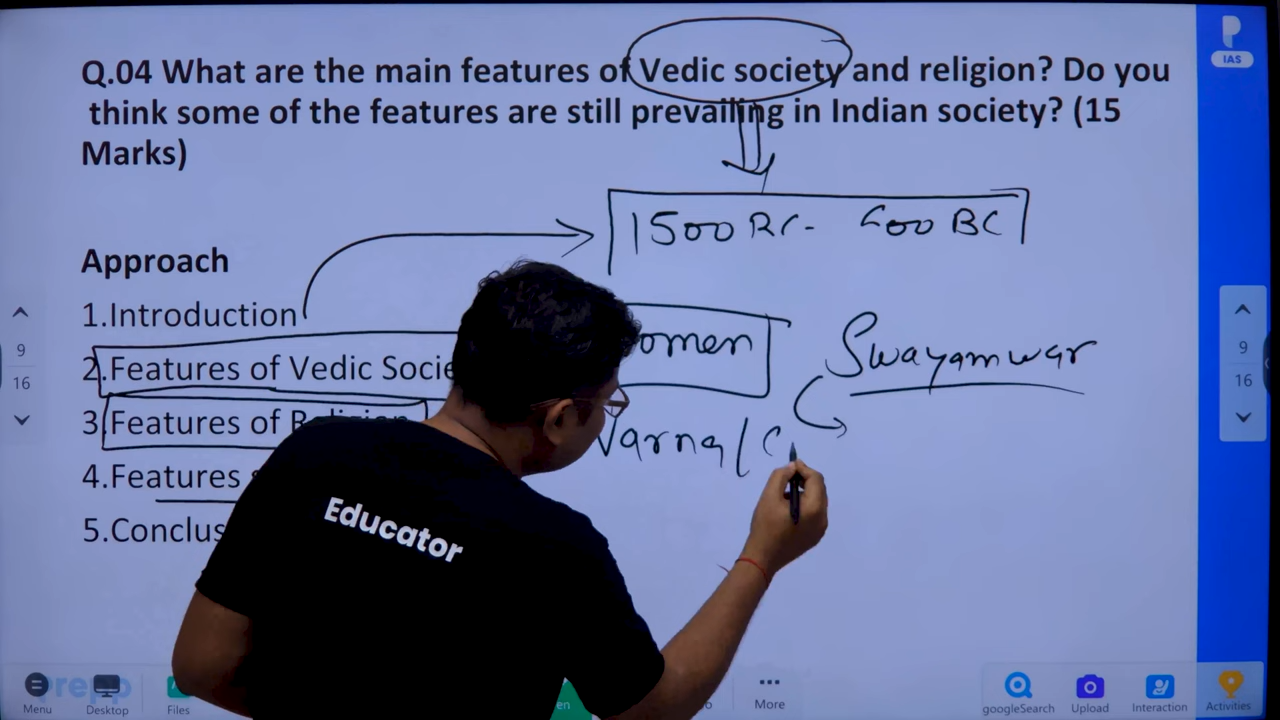 Q.04 What are the main features of Vedic society and religion? Do you
think some of the features are still prevailing in Indian society? (15
Marks)
IAS
1500 BC - 600 BC
Approach
1.Introduction
Swayamwar
2.Features of Vedic
3.Features of
Varna/
4.Features
5.
Educator
9
16
9
16
Menu
Desktop
Files
More
googleSearch
Upload
Interaction
Activities